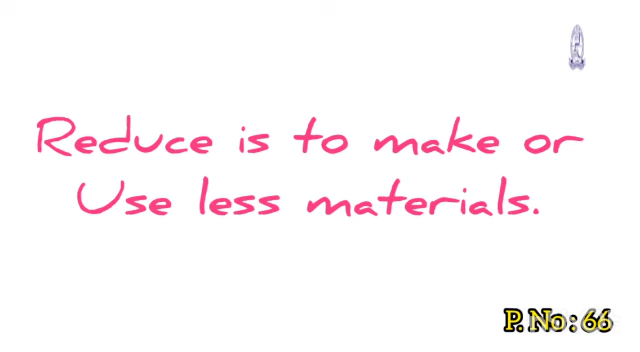 Reduce is to make or
Use less materials.
P. No: 66